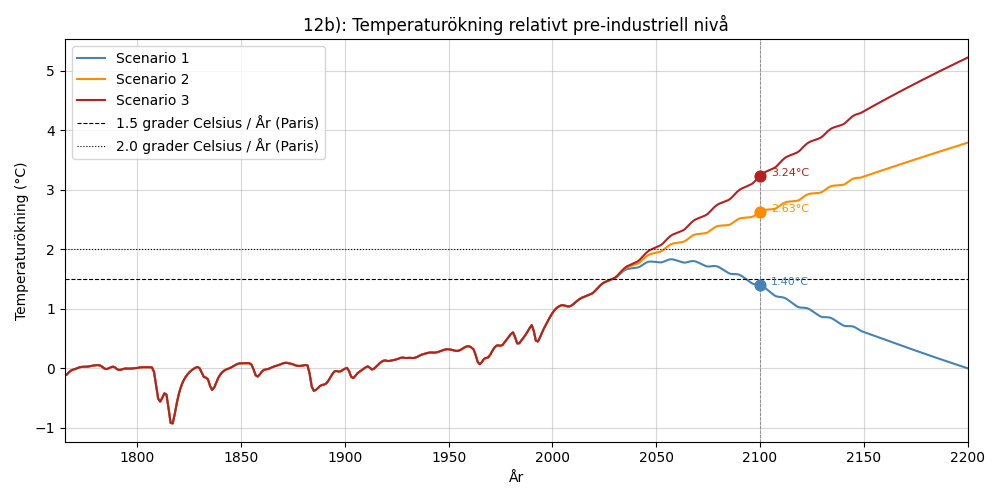 12b): Temperaturökning relativt pre-industriell nivå
Scenario 1
Scenario 2
Scenario 3
1.5 grader Celsius / År (Paris)
2.0 grader Celsius / År (Paris)
Temperaturökning (°C)
5
4
3
2
1
0
−1
3.24°C
2.63°C
1.40°C
1800
1850
1900
1950
2000
2050
2100
2150
2200
År